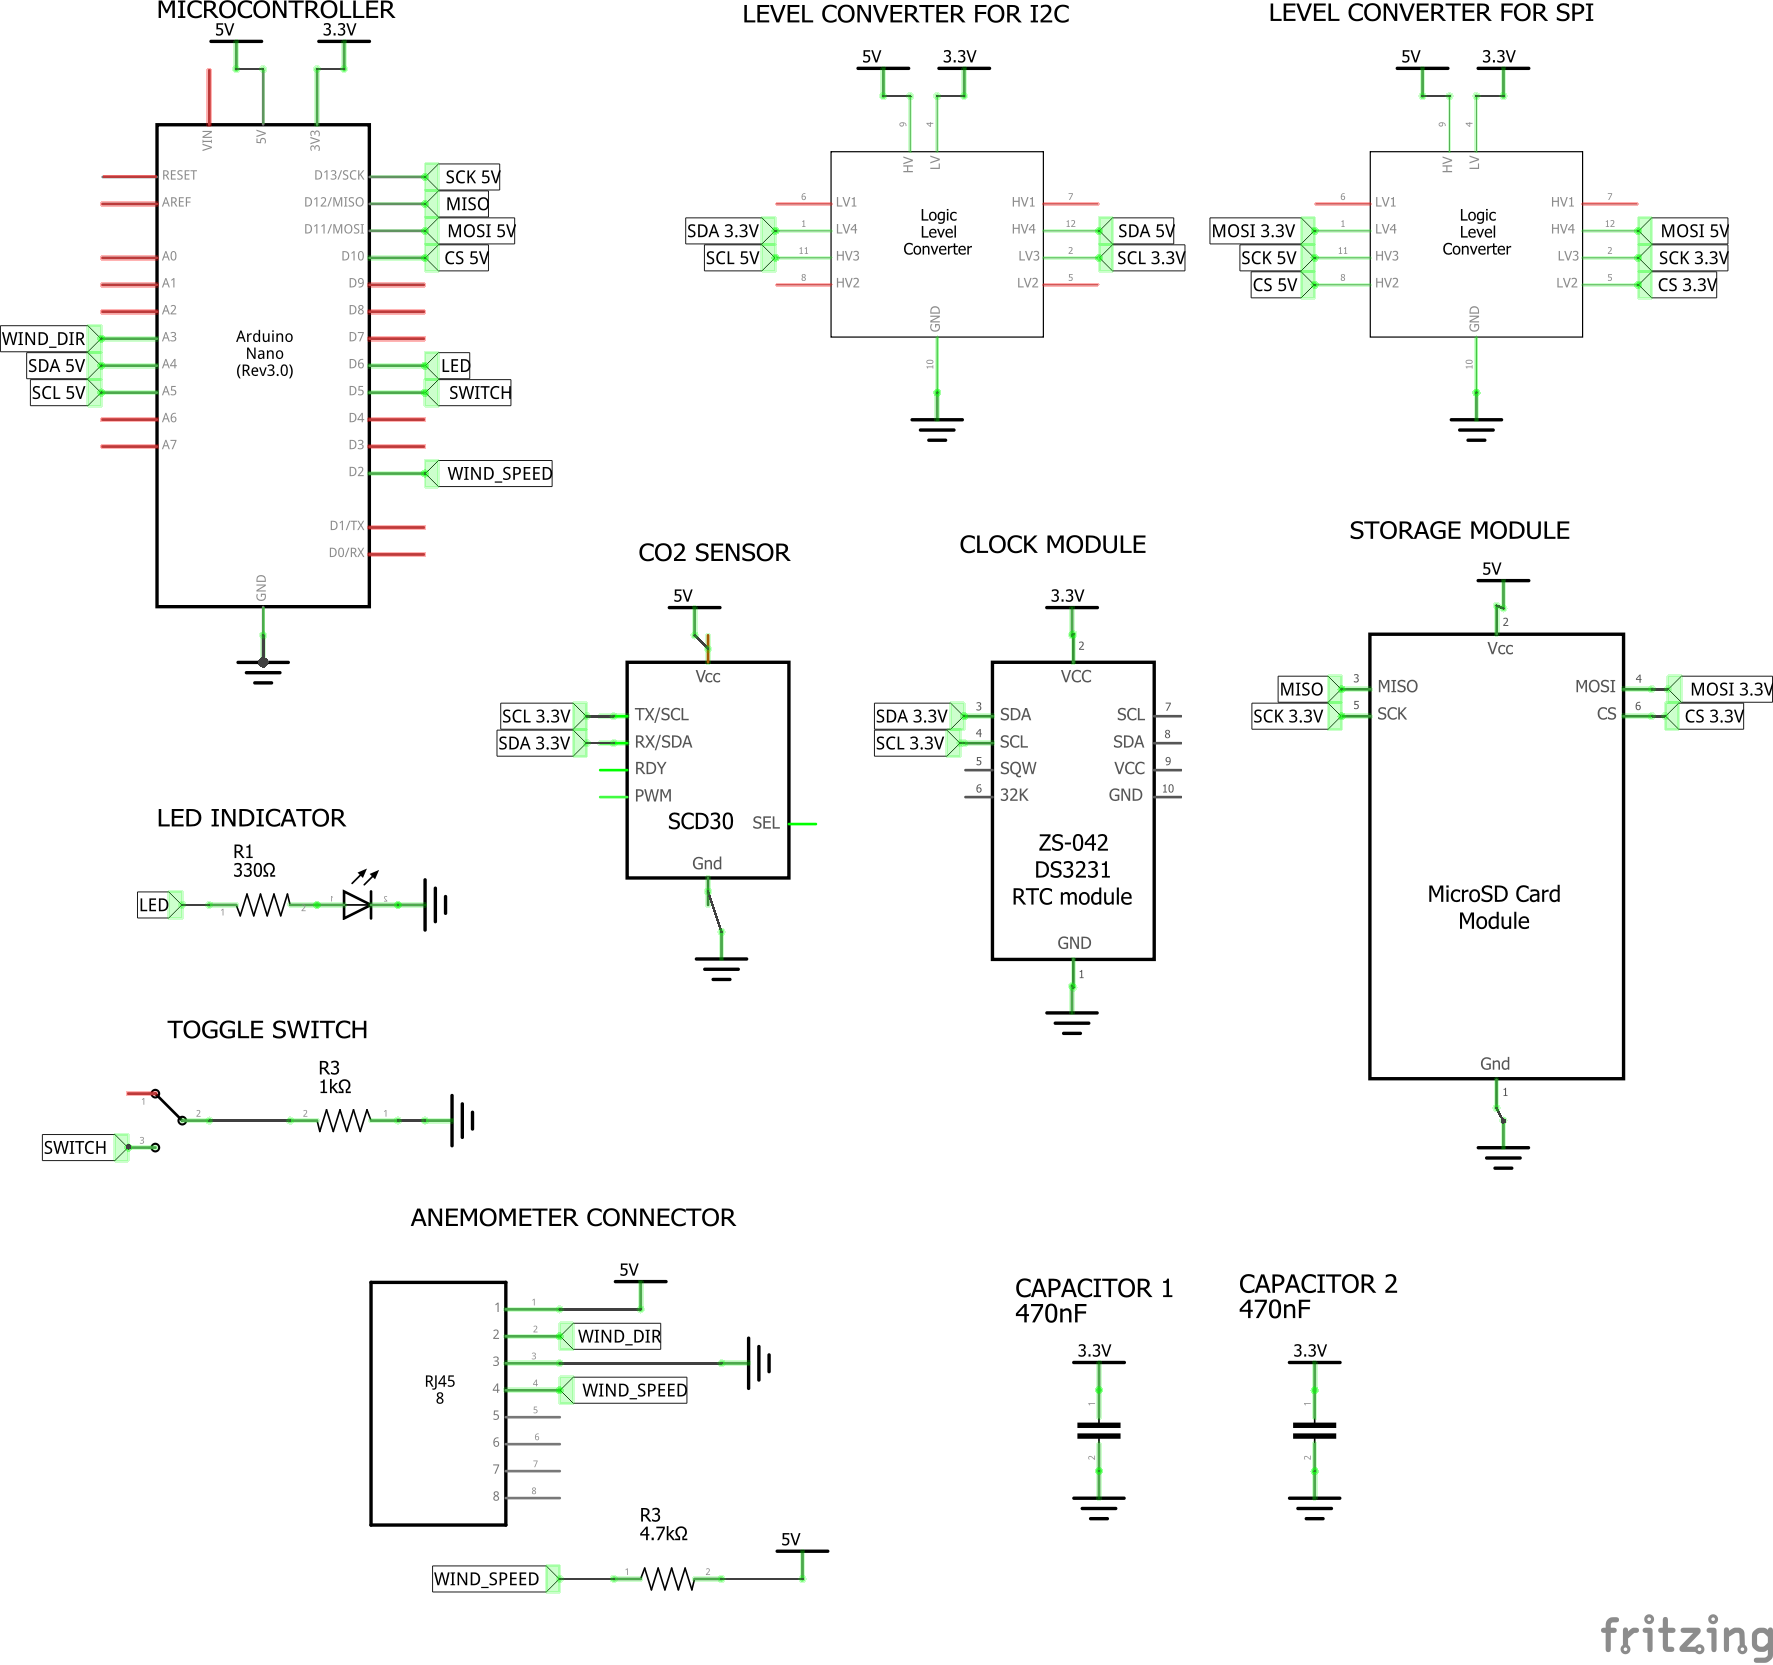 MICROCONTROLLER
5V
3.3V
VIN
5V
3V3
RESET
AREF
A0
A1
A2
A3
A4
A5
A6
A7
WIND_DIR
SDA 5V
SCL 5V
Arduino
Nano
(Rev3.0)
D13/SCK
D12/MISO
D11/MOSI
D10
D9
D8
D7
D6
D5
D4
D3
D2
D1/TX
D0/RX
GND
SCK 5V
MISO
MOSI 5V
CS 5V
LED
SWITCH
WIND_SPEED
LEVEL CONVERTER FOR I2C
5V
3.3V
9
4
HV
LV
SDA 3.3V
SCL 5V
6
1
11
8
LV1
LV4
HV3
HV2
Logic
Level
Converter
HV1
HV4
LV3
LV2
7
12
2
5
SDA 5V
SCL 3.3V
GND
10
LEVEL CONVERTER FOR SPI
5V
3.3V
9
4
HV
LV
MOSI 3.3V
SCK 5V
CS 5V
6
1
11
8
LV1
LV4
HV3
HV2
Logic
Level
Converter
HV1
HV4
LV3
LV2
7
12
2
5
MOSI 5V
SCK 3.3V
CS 3.3V
GND
10
CO2 SENSOR
5V
Vcc
SCL 3.3V
SDA 3.3V
TX/SCL
RX/SDA
RDY
PWM
SCD30
SEL
Gnd
CLOCK MODULE
3.3V
2
VCC
SDA 3.3V
SCL 3.3V
3
4
5
6
SDA
SCL
SQW
32K
SCL
SDA
VCC
GND
7
8
9
10
ZS-042
DS3231
RTC module
GND
1
STORAGE MODULE
5V
2
Vcc
MISO
SCK 3.3V
3
5
MISO
SCK
MOSI
CS
4
6
MOSI 3.3V
CS 3.3V
MicroSD Card
Module
Gnd
1
LED INDICATOR
R1
330Ω
LED
1
2
TOGGLE SWITCH
R3
1kΩ
1
2
2
1
SWITCH
3
ANEMOMETER CONNECTOR
5V
RJ45
8
1
1
2
2
WIND_DIR
3
3
4
4
WIND_SPEED
5
5
6
6
7
7
8
8
R3
4.7kΩ
5V
WIND_SPEED
1
2
CAPACITOR 1
470nF
3.3V
1
2
CAPACITOR 2
470nF
3.3V
1
2
fritzing